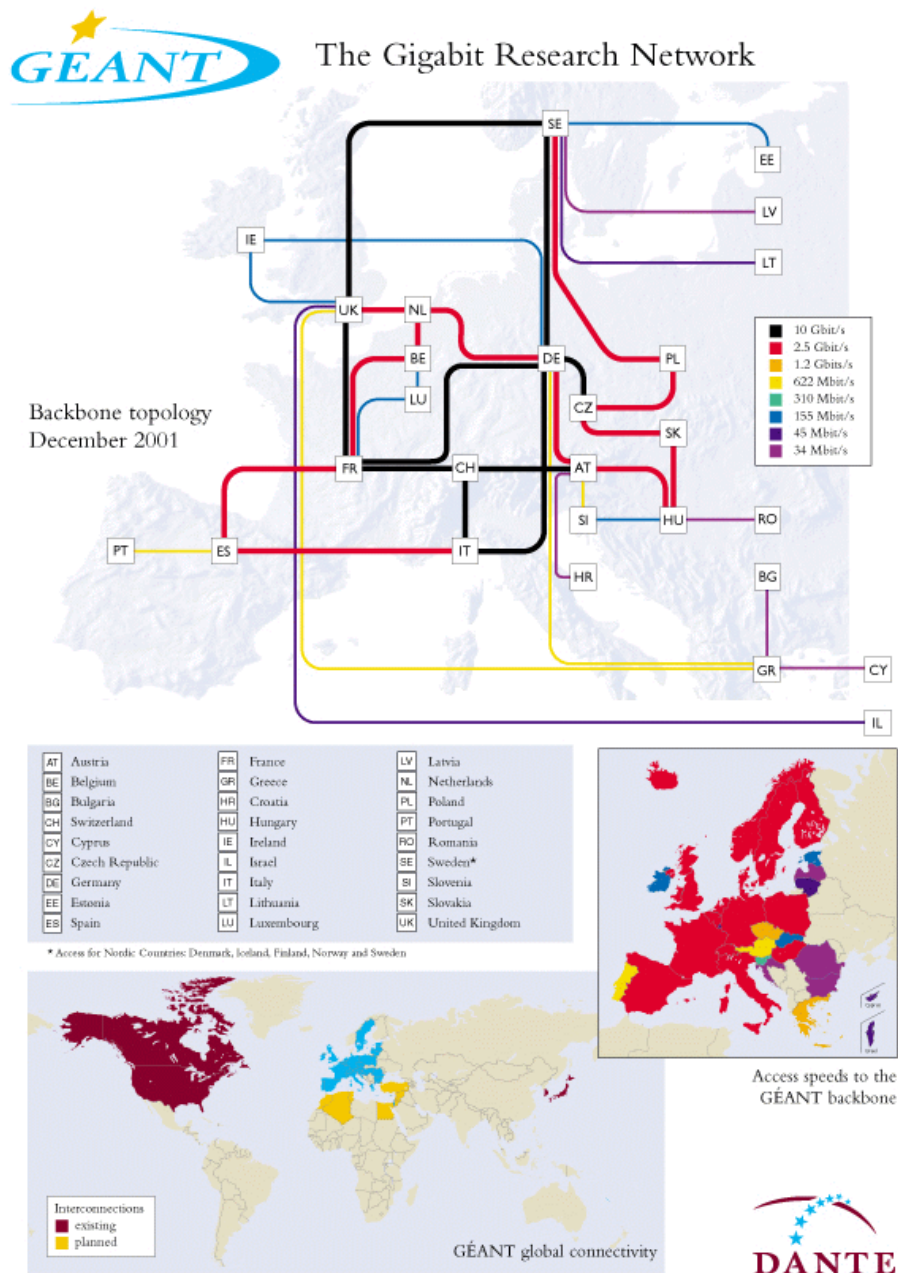 GÉANT
The Gigabit Research Network
SE
EE
LV
IE
LT
UK
NL
10 Gbit/s
2.5 Gbit/s
1.2 Gbits/s
622 Mbit/s
310 Mbit/s
155 Mbit/s
45 Mbit/s
34 Mbit/s
BE
DE
PL
LU
CZ
Backbone topology
December 2001
SK
FR
CH
AT
SI
HU
RO
PT
ES
IT
HR
BG
GR
CY
IL
AT Austria
BE Belgium
BG Bulgaria
CH Switzerland
CY Cyprus
CZ Czech Republic
DE Germany
EE Estonia
ES Spain
FR France
GR Greece
HR Croatia
HU Hungary
IE Ireland
IL Israel
IT Italy
LT Lithuania
LU Luxembourg
LV Latvia
NL Netherlands
PL Poland
PT Portugal
RO Romania
SE Sweden*
SI Slovenia
SK Slovakia
UK United Kingdom
* Access for Nordic Countries: Denmark, Iceland, Finland, Norway and Sweden
Access speeds to the
GÉANT backbone
Interconnections
existing
planned
GÉANT global connectivity
DANTE